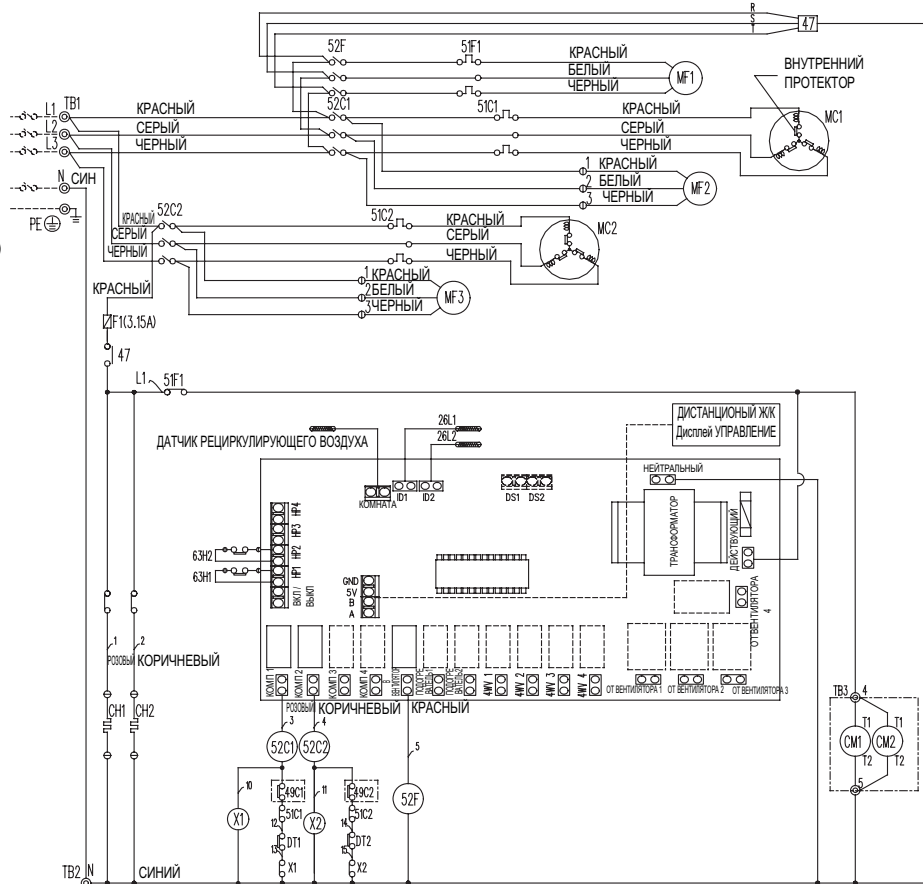 R
S
T
47
52F
51F1
КРАСНЫЙ
БЕЛЫЙ
ЧЕРНЫЙ
MF1
ВНУТРЕННИЙ
ПРОТЕКТОР
L1
TB1
КРАСНЫЙ
52C1
51C1
КРАСНЫЙ
MC1
L2
СЕРЫЙ
СЕРЫЙ
L3
ЧЕРНЫЙ
ЧЕРНЫЙ
1 КРАСНЫЙ
2 БЕЛЫЙ
3 ЧЕРНЫЙ
MF2
N
СИН
PE
КРАСНЫЙ
52C2
51C2
КРАСНЫЙ
MC2
СЕРЫЙ
СЕРЫЙ
ЧЕРНЫЙ
ЧЕРНЫЙ
1 КРАСНЫЙ
2 БЕЛЫЙ
3 ЧЕРНЫЙ
MF3
КРАСНЫЙ
F1(3.15A)
47
L1
51F1
ДИСТАНЦИОНЫЙ Ж/К
Дисплей УПРАВЛЕНИЕ
26L1
26L2
ДАТЧИК РЕЦИРКУЛИРУЮЩЕГО ВОЗДУХА
НЕЙТРАЛЬНЫЙ
КОМНАТА
ID1
ID2
DS1
DS2
ТРАНСФОРМАТОР
ДЕЙСТВУЮЩИЙ
HP4
HP3
HP2
HP1
63H2
63H1
ВКЛ /
ВЫКЛ
GND
5V
B
A
ОТ ВЕНТИЛЯТОРА
4
1
2
РОЗОВЫЙ
КОРИЧНЕВЫЙ
КОМП 1
КОМП 2
КОМП 3
КОМП 4
В
ВЕНТИЛЯТОР
ПОДОГРЕ
ВАТЕЛЬ1
ПОДОГРЕ
ВАТЕЛЬ2
4WV 1
4WV 2
4WV 3
4WV 4
ОТ ВЕНТИЛЯТОРА 1
ОТ ВЕНТИЛЯТОРА 2
ОТ ВЕНТИЛЯТОРА 3
РОЗОВЫЙ
КОРИЧНЕВЫЙ
КРАСНЫЙ
CH1
CH2
3
4
5
52C1
52C2
52F
TB3
4
T1
T1
CM1
CM2
T2
T2
5
10
49C1
11
49C2
X1
51C1
X2
51C2
12
14
DT1
DT2
13
15
X1
X2
TB2
N
СИНИЙ